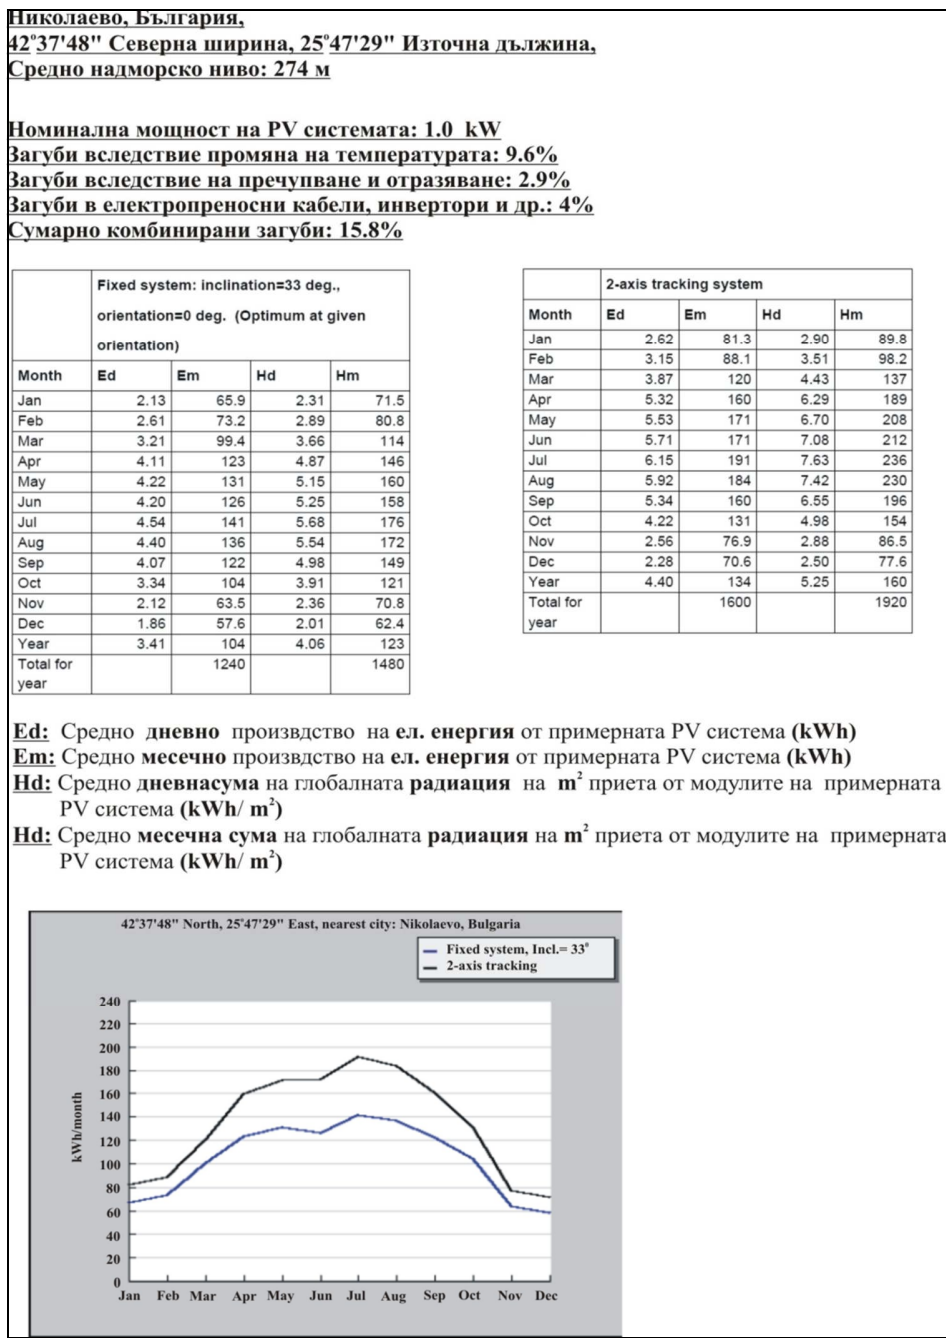 Николаево, България,
42°37'48" Северна ширина, 25°47'29" Източна дължина,
Средно надморско ниво: 274 м
Номинална мощност на PV системата: 1.0 kW
Загуби вследствие промяна на температурата: 9.6%
Загуби вследствие на пречупване и отразяване: 2.9%
Загуби в електропреносни кабели, инвертори и др.: 4%
Сумарно комбинирани загуби: 15.8%
Fixed system: inclination=33 deg.,
orientation=0 deg. (Optimum at given
orientation)
Month Ed Em Hd Hm
Jan 2.13 65.9 2.31 71.5
Feb 2.61 73.2 2.89 80.8
Mar 3.21 99.4 3.66 114
Apr 4.11 123 4.87 146
May 4.22 131 5.15 160
Jun 4.20 126 5.25 158
Jul 4.54 141 5.68 176
Aug 4.40 136 5.54 172
Sep 4.07 122 4.98 149
Oct 3.34 104 3.91 121
Nov 2.12 63.5 2.36 70.8
Dec 1.86 57.6 2.01 62.4
Year 3.41 104 4.06 123
Total for 1240 1480
year
2-axis tracking system
Month Ed Em Hd Hm
Jan 2.62 81.3 2.90 89.8
Feb 3.15 88.1 3.51 98.2
Mar 3.87 120 4.43 137
Apr 5.32 160 6.29 189
May 5.53 171 6.70 208
Jun 5.71 171 7.08 212
Jul 6.15 191 7.63 236
Aug 5.92 184 7.42 230
Sep 5.34 160 6.55 196
Oct 4.22 131 4.98 154
Nov 2.56 76.9 2.88 86.5
Dec 2.28 70.6 2.50 77.6
Year 4.40 134 5.25 160
Total for 1600 1920
year
Ed: Средно дневно произвдство на ел. енергия от примерната PV система (kWh)
Em: Средно месечно произвдство на ел. енергия от примерната PV система (kWh)
Hd: Средно дневнасума на глобалната радиация на m² приета от модулите на примерната
PV система (kWh/ m²)
Hd: Средно месечна сума на глобалната радиация на m² приета от модулите на примерната
PV система (kWh/ m²)
42°37'48" North, 25°47'29" East, nearest city: Nikolaevo, Bulgaria
Fixed system, Incl.= 33°
2-axis tracking
kWh/month
240
220
200
180
160
140
120
100
80
60
40
20
0
Jan Feb Mar Apr May Jun Jul Aug Sep Oct Nov Dec